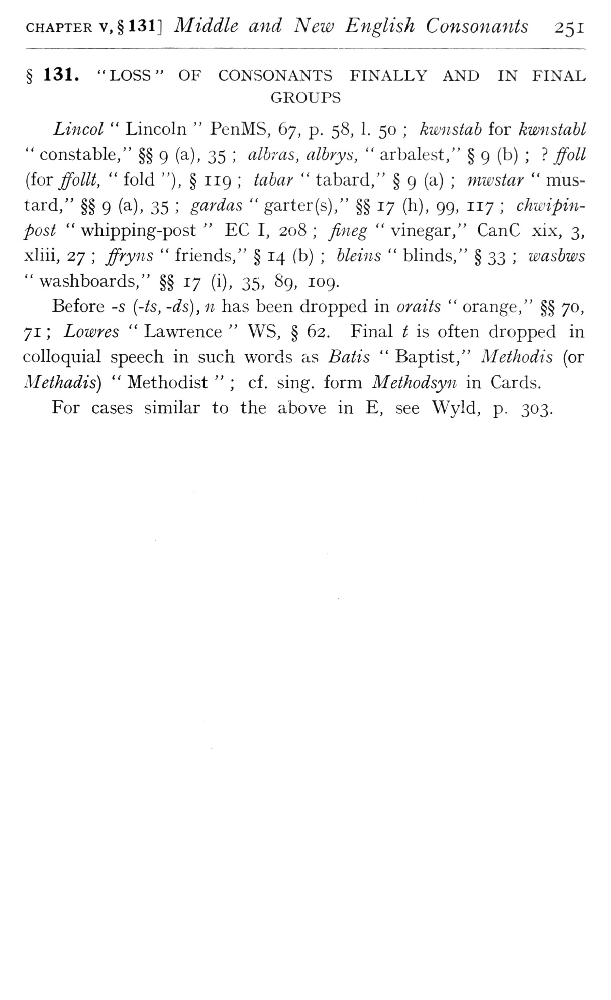 CHAPTER V, § 131] Middle and New English Consonants 251
§ 131. “LOSS” OF CONSONANTS FINALLY AND IN FINAL
GROUPS
Lincol “ Lincoln ” PenMS, 67, p. 58, l. 50 ; kwnstab for kwnstabl
“ constable,” §§ 9 (a), 35 ; albras, albrys, “ arbalest,” § 9 (b) ; ? ffoll
(for ffollt, “ fold ”), § 119 ; tabar “ tabard,” § 9 (a) ; mwstar “ mus-
tard,” §§ 9 (a), 35 ; gardas “ garter(s),” §§ 17 (h), 99, 117 ; chwipin-
post “ whipping-post ” EC I, 208 ; fineg “ vinegar,” CanC xix, 3,
xliii, 27 ; ffryns “ friends,” § 14 (b) ; bleins “ blinds,” § 33 ; wasbws
“ washboards,” §§ 17 (i), 35, 89, 109.
Before -s (-ts, -ds), n has been dropped in oraits “ orange,” §§ 70,
71 ; Lowres “ Lawrence ” WS, § 62. Final t is often dropped in
colloquial speech in such words as Batis “ Baptist,” Methodis (or
Methadis) “ Methodist ” ; cf. sing. form Methodsyn in Cards.
For cases similar to the above in E, see Wyld, p. 303.